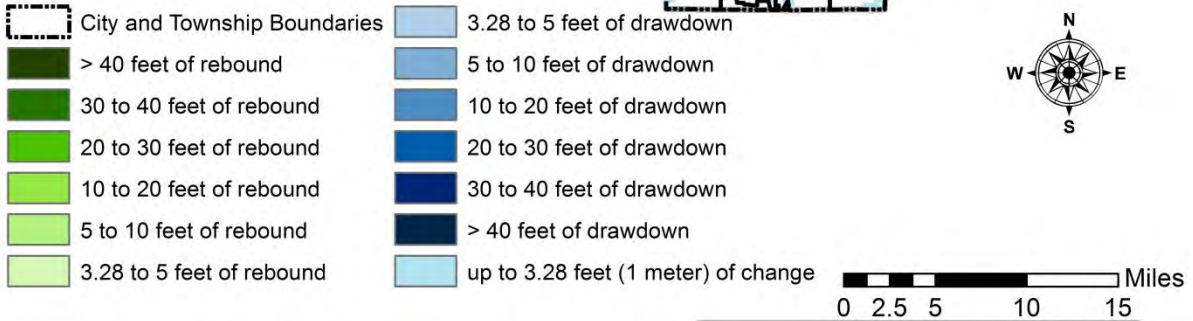 City and Township Boundaries
> 40 feet of rebound
30 to 40 feet of rebound
20 to 30 feet of rebound
10 to 20 feet of rebound
5 to 10 feet of rebound
3.28 to 5 feet of rebound
3.28 to 5 feet of drawdown
5 to 10 feet of drawdown
10 to 20 feet of drawdown
20 to 30 feet of drawdown
30 to 40 feet of drawdown
> 40 feet of drawdown
up to 3.28 feet (1 meter) of change
N
W E
S
Miles
0 2.5 5 10 15